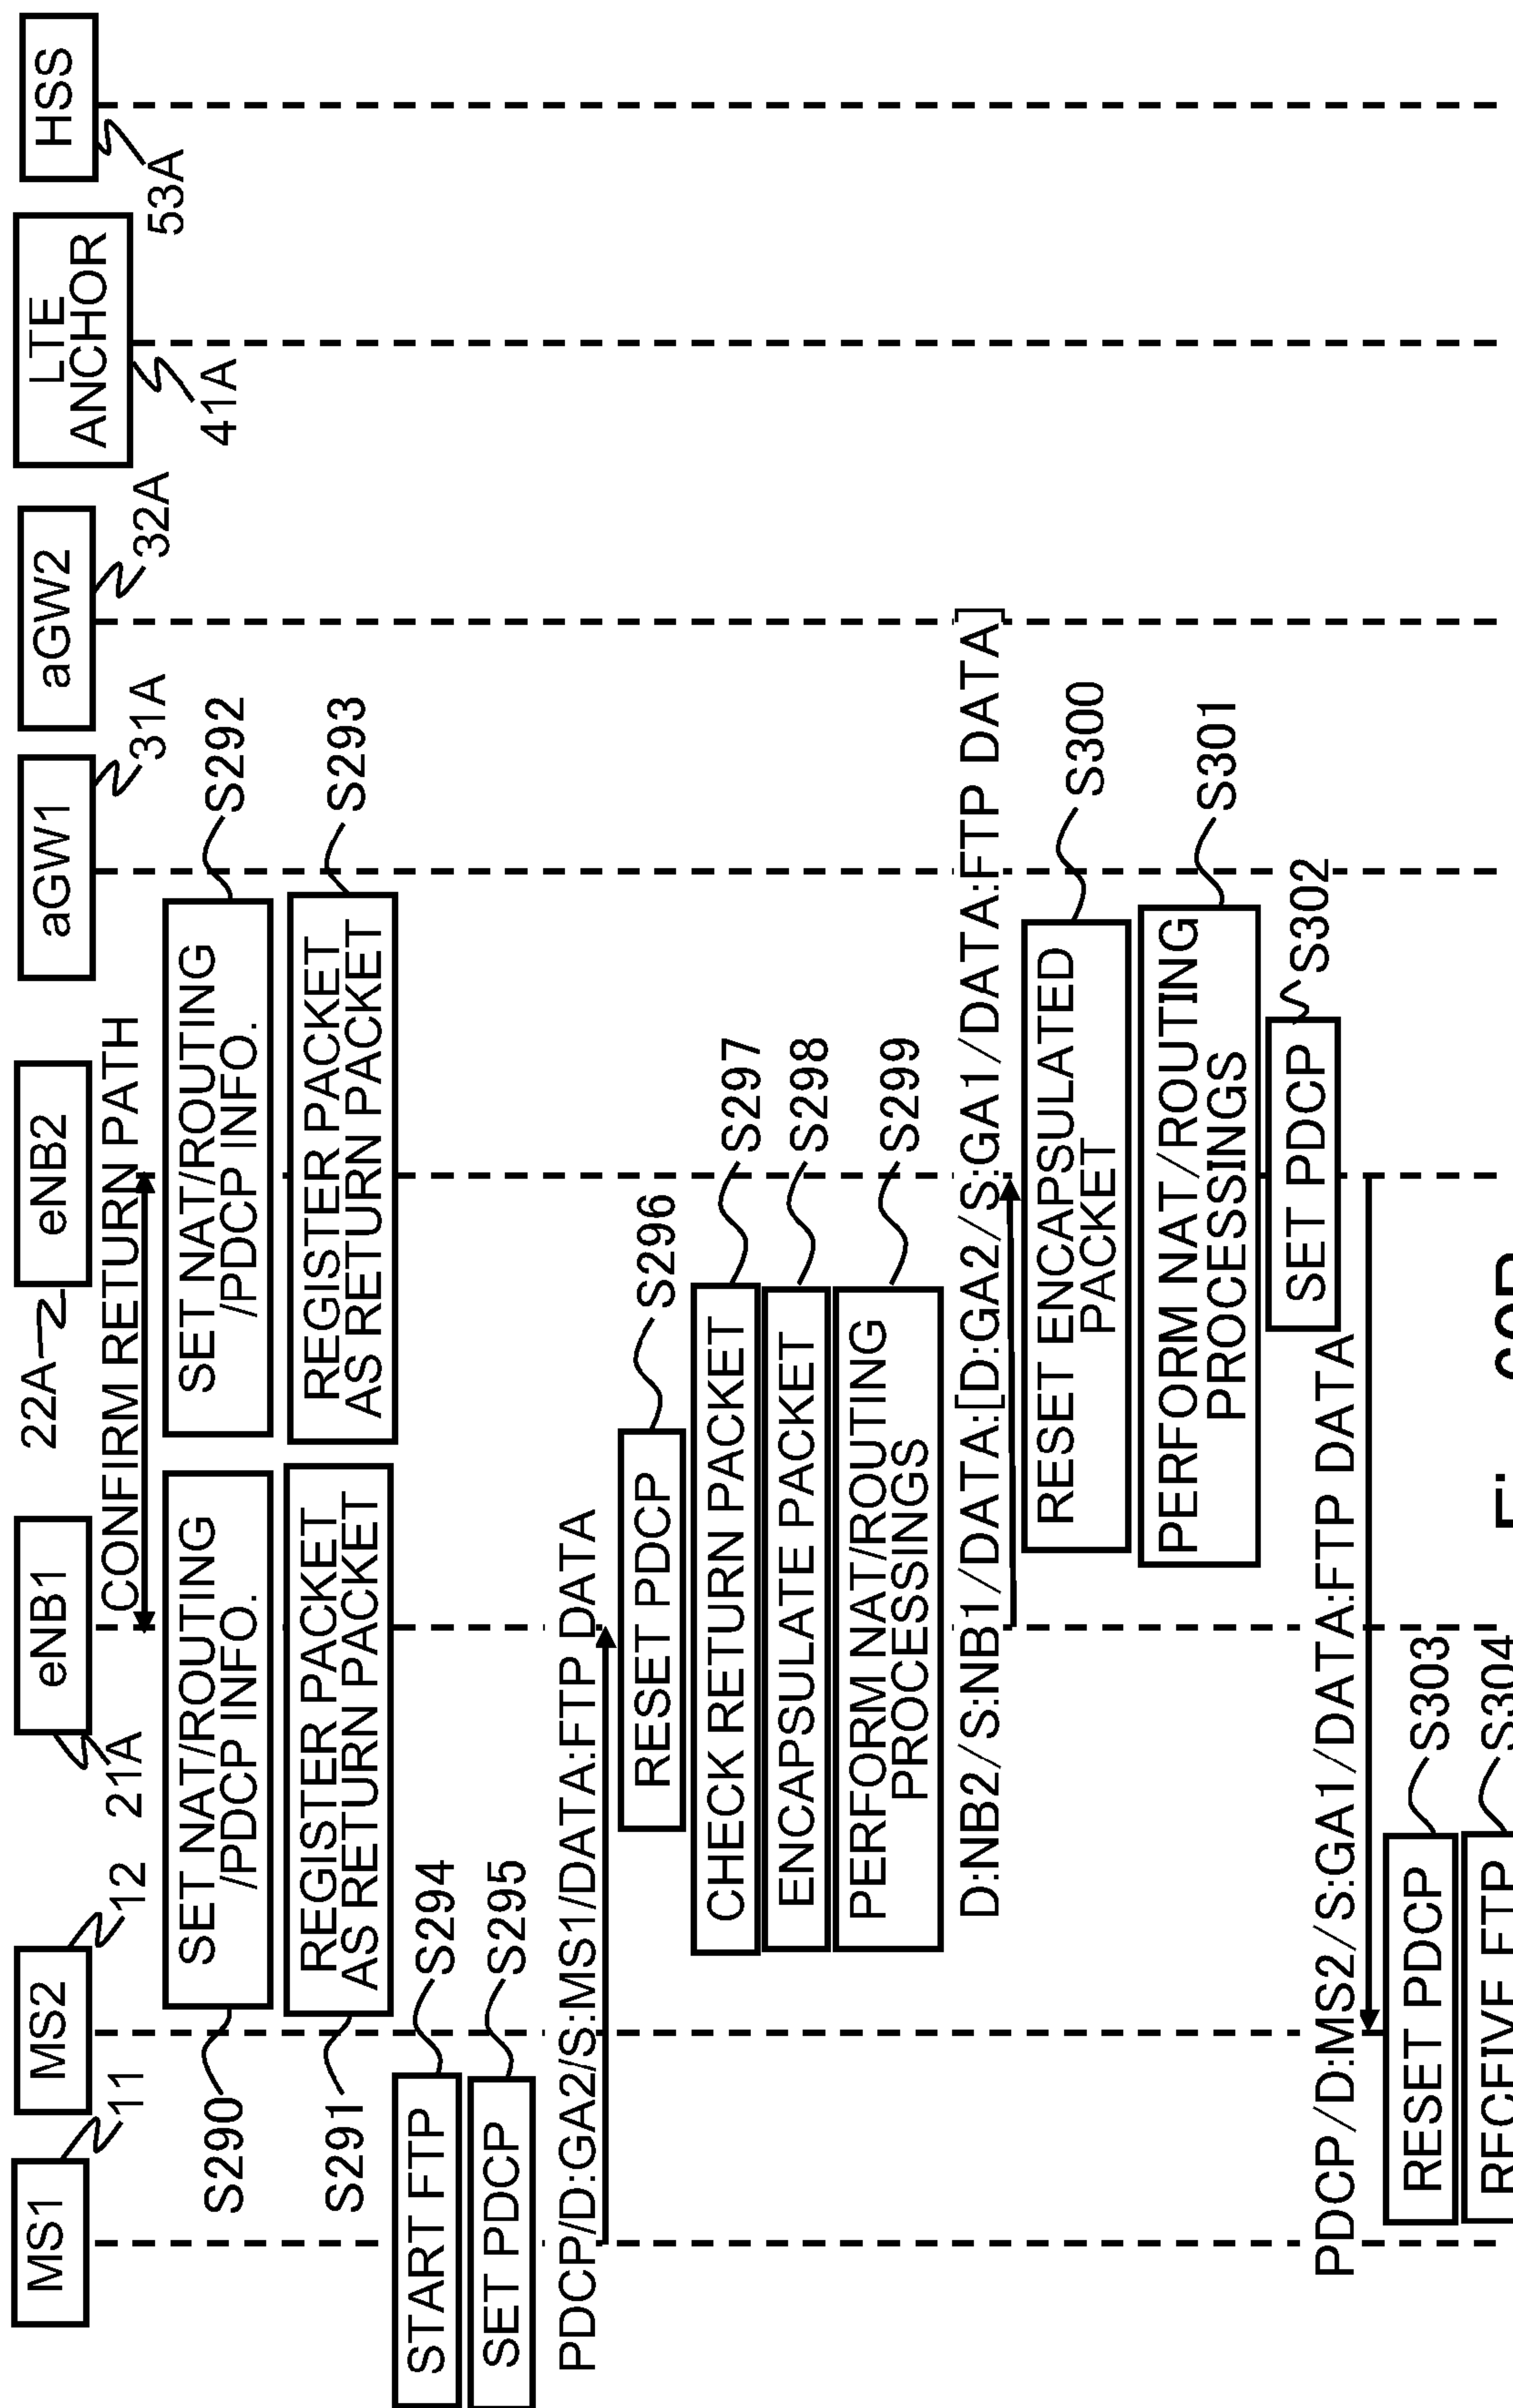 MS1
11
MS2
12
eNB1
21A
eNB2
22A
aGW1
31A
aGW2
32A
LTE
ANCHOR
41A
HSS
53A
CONFIRM RETURN PATH
SET NAT/ROUTING
/PDCP INFO.
S290
SET NAT/ROUTING
/PDCP INFO.
S292
REGISTER PACKET
AS RETURN PACKET
S291
REGISTER PACKET
AS RETURN PACKET
S293
START FTP
S294
SET PDCP
S295
PDCP/D:GA2/S:MS1/DATA:FTP DATA
RESET PDCP
S296
CHECK RETURN PACKET
S297
ENCAPSULATE PACKET
S298
PERFORM NAT/ROUTING
PROCESSINGS
S299
D:NB2/S:NB1/DATA:[D:GA2/S:GA1/DATA:FTP DATA]
RESET ENCAPSULATED
PACKET
S300
PERFORM NAT/ROUTING
PROCESSINGS
S301
SET PDCP
S302
PDCP/D:MS2/S:GA1/DATA:FTP DATA
RESET PDCP
S303
RECEIVE FTP
S304